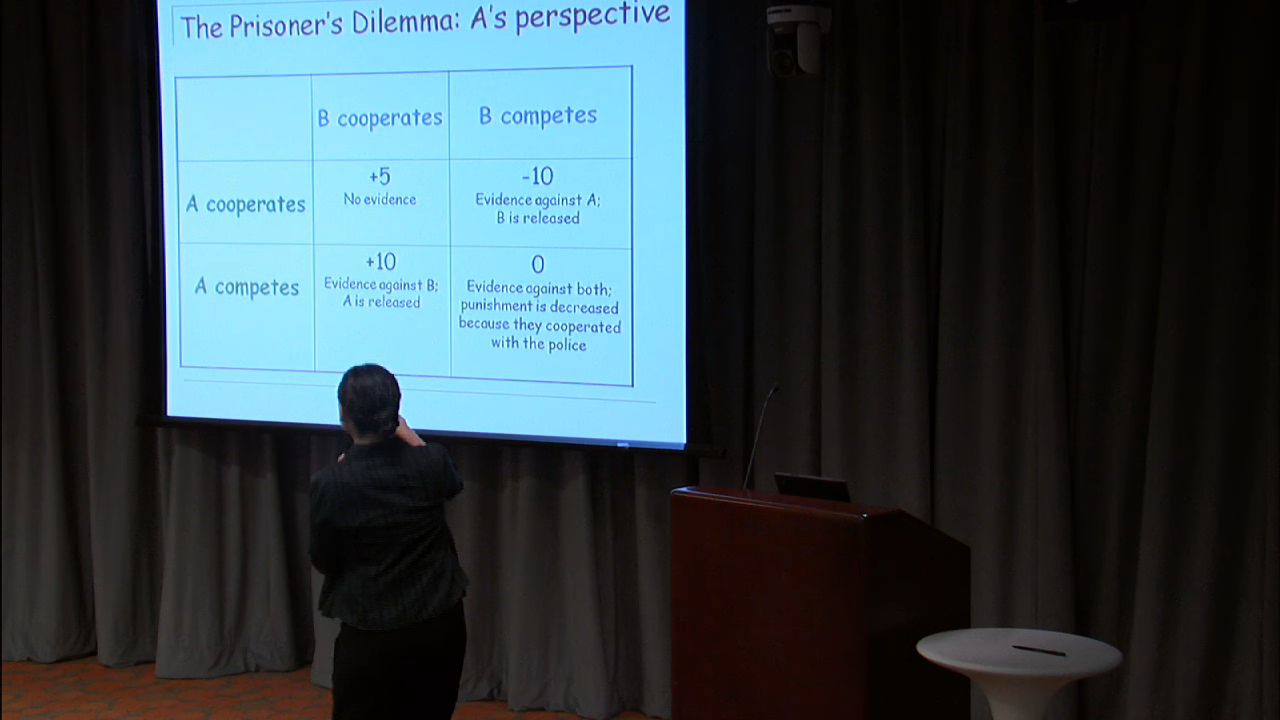 The Prisoner's Dilemma: A's perspective
B cooperates
B competes
A cooperates
+5
No evidence
-10
Evidence against A;
B is released
A competes
+10
Evidence against B;
A is released
0
Evidence against both;
punishment is decreased
because they cooperated
with the police